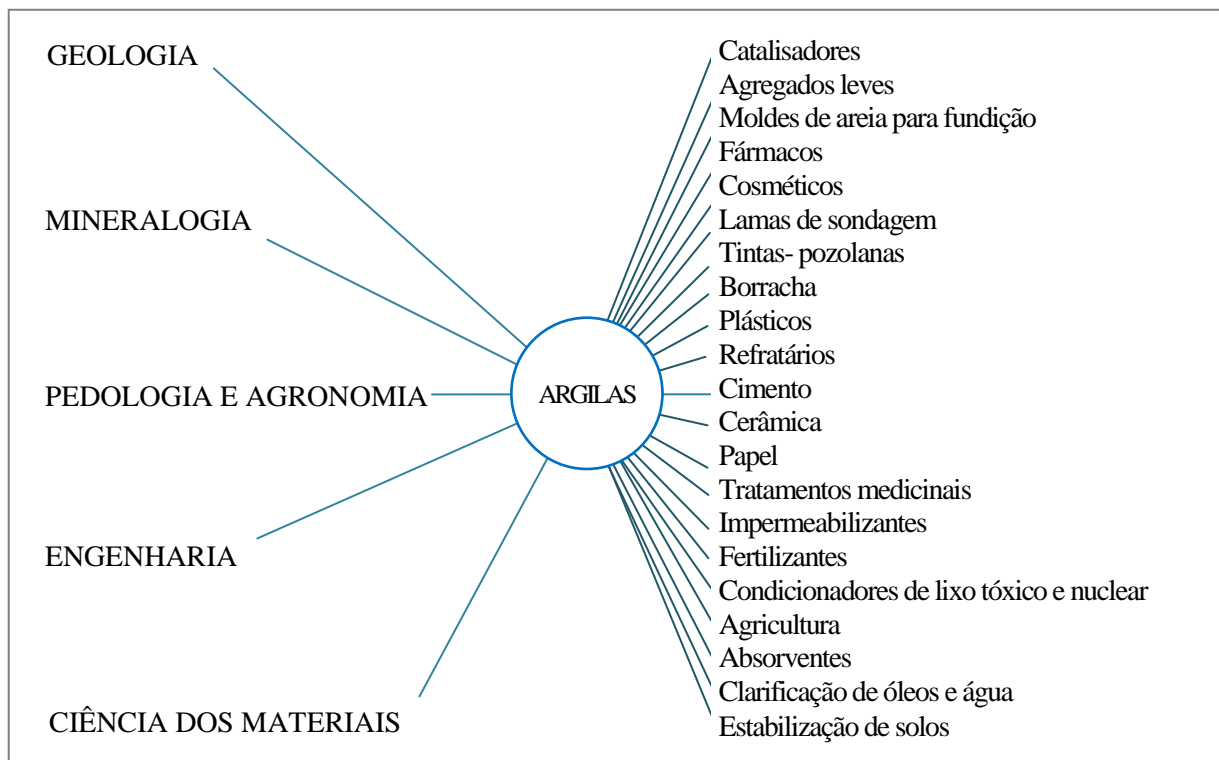 GEOLOGIA
MINERALOGIA
PEDOLOGIA E AGRONOMIA
ENGENHARIA
CIÊNCIA DOS MATERIAIS
ARGILAS
Catalisadores
Agregados leves
Moldes de areia para fundição
Fármacos
Cosméticos
Lamas de sondagem
Tintas- pozolanas
Borracha
Plásticos
Refratários
Cimento
Cerâmica
Papel
Tratamentos medicinais
Impermeabilizantes
Fertilizantes
Condicionadores de lixo tóxico e nuclear
Agricultura
Absorventes
Clarificação de óleos e água
Estabilização de solos